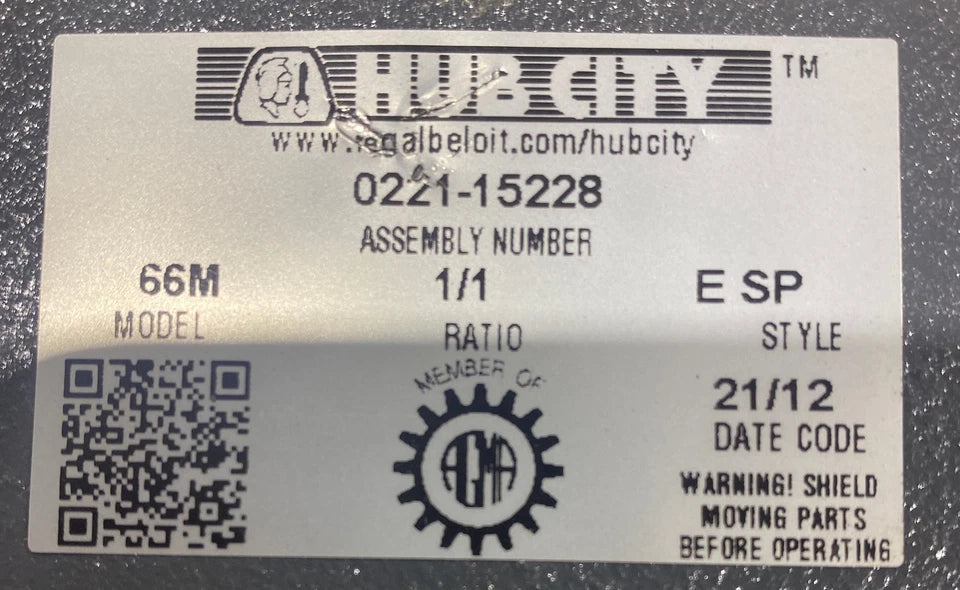 HUB CITY TM
www.regalbeloit.com/hubcity
0221-15228
ASSEMBLY NUMBER
66M 1/1 E SP
MODEL RATIO STYLE
MEMBER OF
AGMA
21/12
DATE CODE
WARNING! SHIELD
MOVING PARTS
BEFORE OPERATING